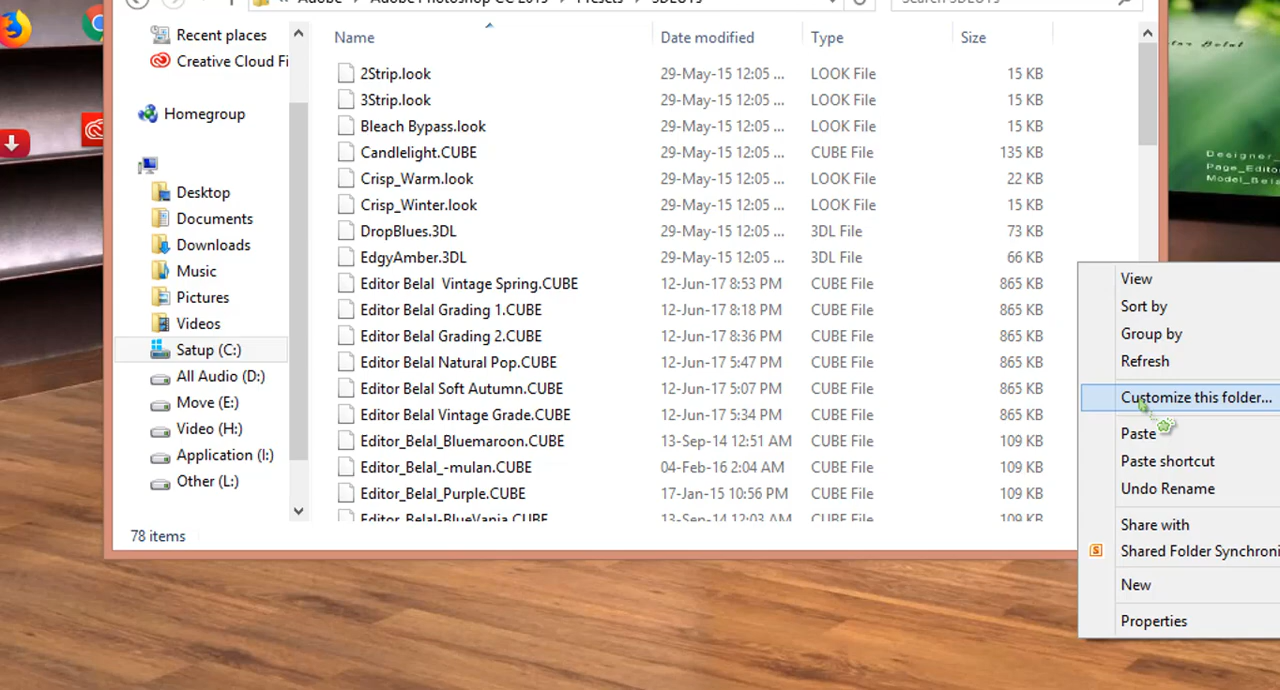 Recent places
Creative Cloud Fi
Homegroup
Desktop
Documents
Downloads
Music
Pictures
Videos
Setup (C:)
All Audio (D:)
Move (E:)
Video (H:)
Application (I:)
Other (L:)
Name Date modified Type Size
2Strip.look 29-May-15 12:05 ... LOOK File 15 KB
3Strip.look 29-May-15 12:05 ... LOOK File 15 KB
Bleach Bypass.look 29-May-15 12:05 ... LOOK File 15 KB
Candlelight.CUBE 29-May-15 12:05 ... CUBE File 135 KB
Crisp_Warm.look 29-May-15 12:05 ... LOOK File 22 KB
Crisp_Winter.look 29-May-15 12:05 ... LOOK File 15 KB
DropBlues.3DL 29-May-15 12:05 ... 3DL File 73 KB
EdgyAmber.3DL 29-May-15 12:05 ... 3DL File 66 KB
Editor Belal  Vintage Spring.CUBE 12-Jun-17 8:53 PM CUBE File 865 KB
Editor Belal Grading 1.CUBE 12-Jun-17 8:18 PM CUBE File 865 KB
Editor Belal Grading 2.CUBE 12-Jun-17 8:36 PM CUBE File 865 KB
Editor Belal Natural Pop.CUBE 12-Jun-17 5:47 PM CUBE File 865 KB
Editor Belal Soft Autumn.CUBE 12-Jun-17 5:07 PM CUBE File 865 KB
Editor Belal Vintage Grade.CUBE 12-Jun-17 5:34 PM CUBE File 865 KB
Editor_Belal_Bluemaroon.CUBE 13-Sep-14 12:51 AM CUBE File 109 KB
Editor_Belal_-mulan.CUBE 04-Feb-16 2:04 AM CUBE File 109 KB
Editor_Belal_Purple.CUBE 17-Jan-15 10:56 PM CUBE File 109 KB
Editor_Belal-BlueVania.CUBE 13-Sep-14 12:03 AM CUBE File 109 KB
78 items
View
Sort by
Group by
Refresh
Customize this folder...
Paste
Paste shortcut
Undo Rename
Share with
Shared Folder Synchroni
New
Properties
Designer_
Page_Edito
Model_Bela